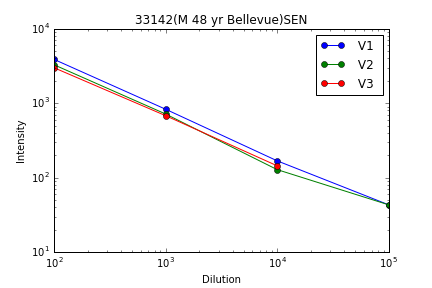 33142(M 48 yr Bellevue)SEN
10^4
10^3
10^2
10^1
Intensity
V1
V2
V3
10^2 10^3 10^4 10^5
Dilution